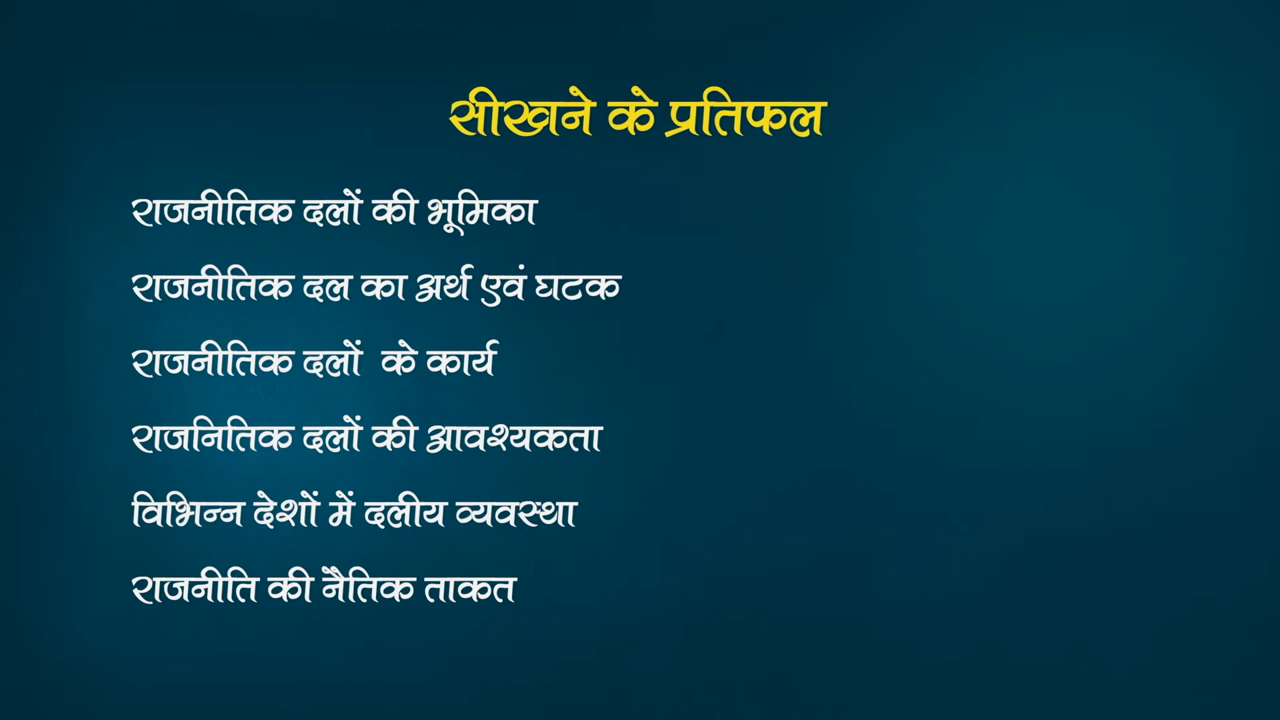 सीखने के प्रतिफल
राजनीतिक दलों की भूमिका
राजनीतिक दल का अर्थ एवं घटक
राजनीतिक दलों के कार्य
राजनितिक दलों की आवश्यकता
विभिन्न देशों में दलीय व्यवस्था
राजनीति की नैतिक ताकत